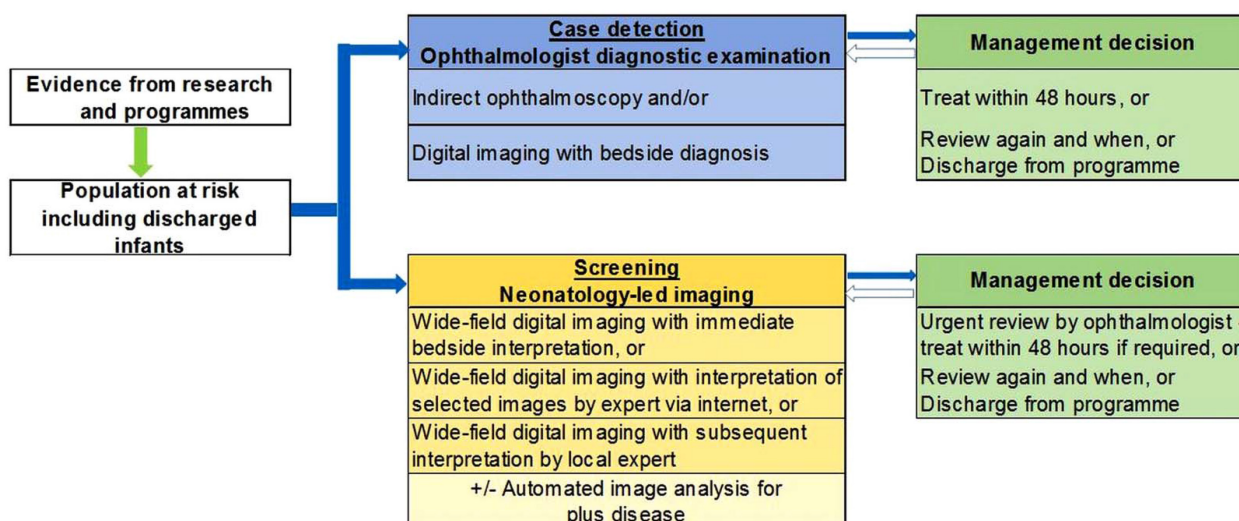 Evidence from research
and programmes
Population at risk
including discharged
infants
Case detection
Ophthalmologist diagnostic examination
Indirect ophthalmoscopy and/or
Digital imaging with bedside diagnosis
Management decision
Treat within 48 hours, or
Review again and when, or
Discharge from programme
Screening
Neonatology-led imaging
Wide-field digital imaging with immediate
bedside interpretation, or
Wide-field digital imaging with interpretation of
selected images by expert via internet, or
Wide-field digital imaging with subsequent
interpretation by local expert
+/- Automated image analysis for
plus disease
Management decision
Urgent review by ophthalmologist
treat within 48 hours if required, or
Review again and when, or
Discharge from programme